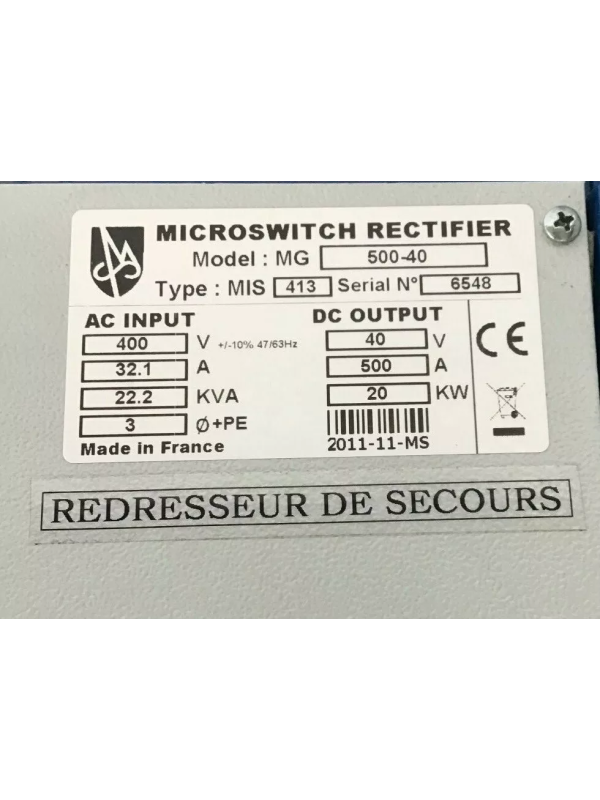 MICROSWITCH RECTIFIER
Model : MG 500-40
Type : MIS 413 Serial N° 6548
AC INPUT
400 V +/-10% 47/63Hz
32.1 A
22.2 KVA
3 Ø+PE
Made in France
DC OUTPUT
40 V
500 A
20 KW
2011-11-MS
CE
REDRESSEUR DE SECOURS